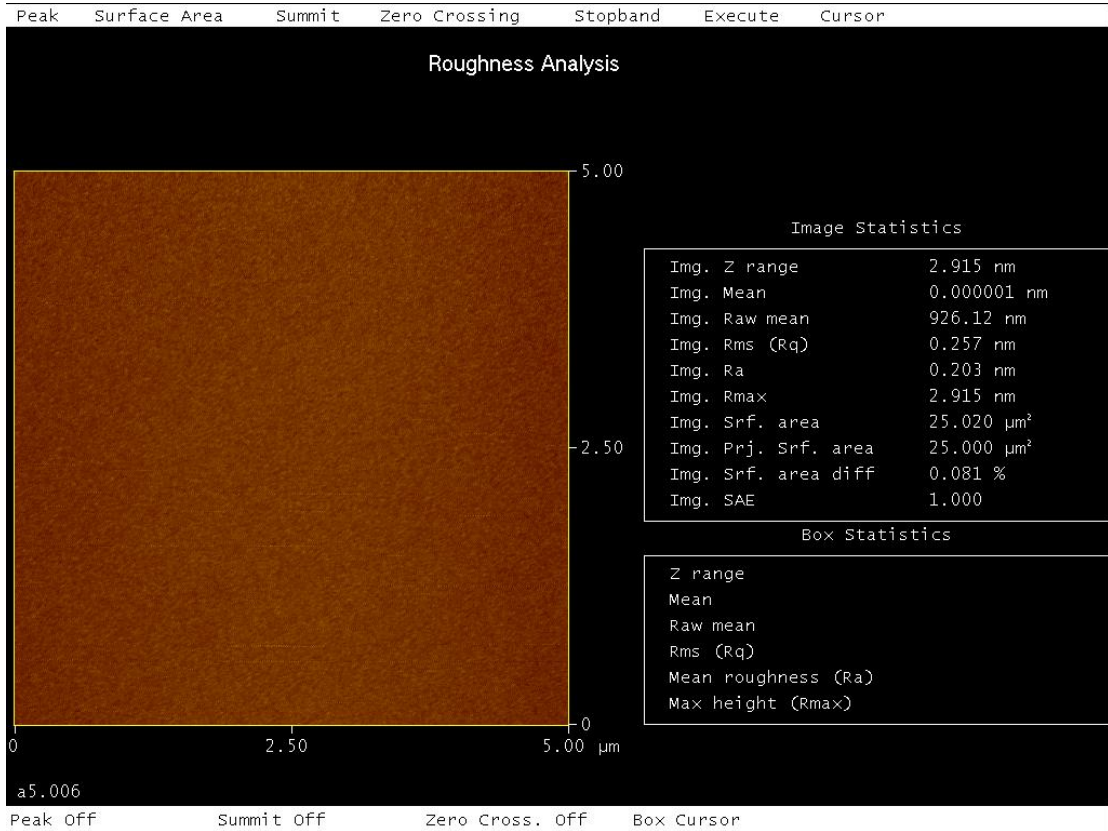 Peak Surface Area Summit Zero Crossing Stopband Execute Cursor
Roughness Analysis
5.00
2.50
0
0 2.50 5.00 µm
Image Statistics
Img. Z range 2.915 nm
Img. Mean 0.000001 nm
Img. Raw mean 926.12 nm
Img. Rms (Rq) 0.257 nm
Img. Ra 0.203 nm
Img. Rmax 2.915 nm
Img. Srf. area 25.020 µm²
Img. Prj. Srf. area 25.000 µm²
Img. Srf. area diff 0.081 %
Img. SAE 1.000
Box Statistics
Z range
Mean
Raw mean
Rms (Rq)
Mean roughness (Ra)
Max height (Rmax)
a5.006
Peak Off Summit Off Zero Cross. Off Box Cursor